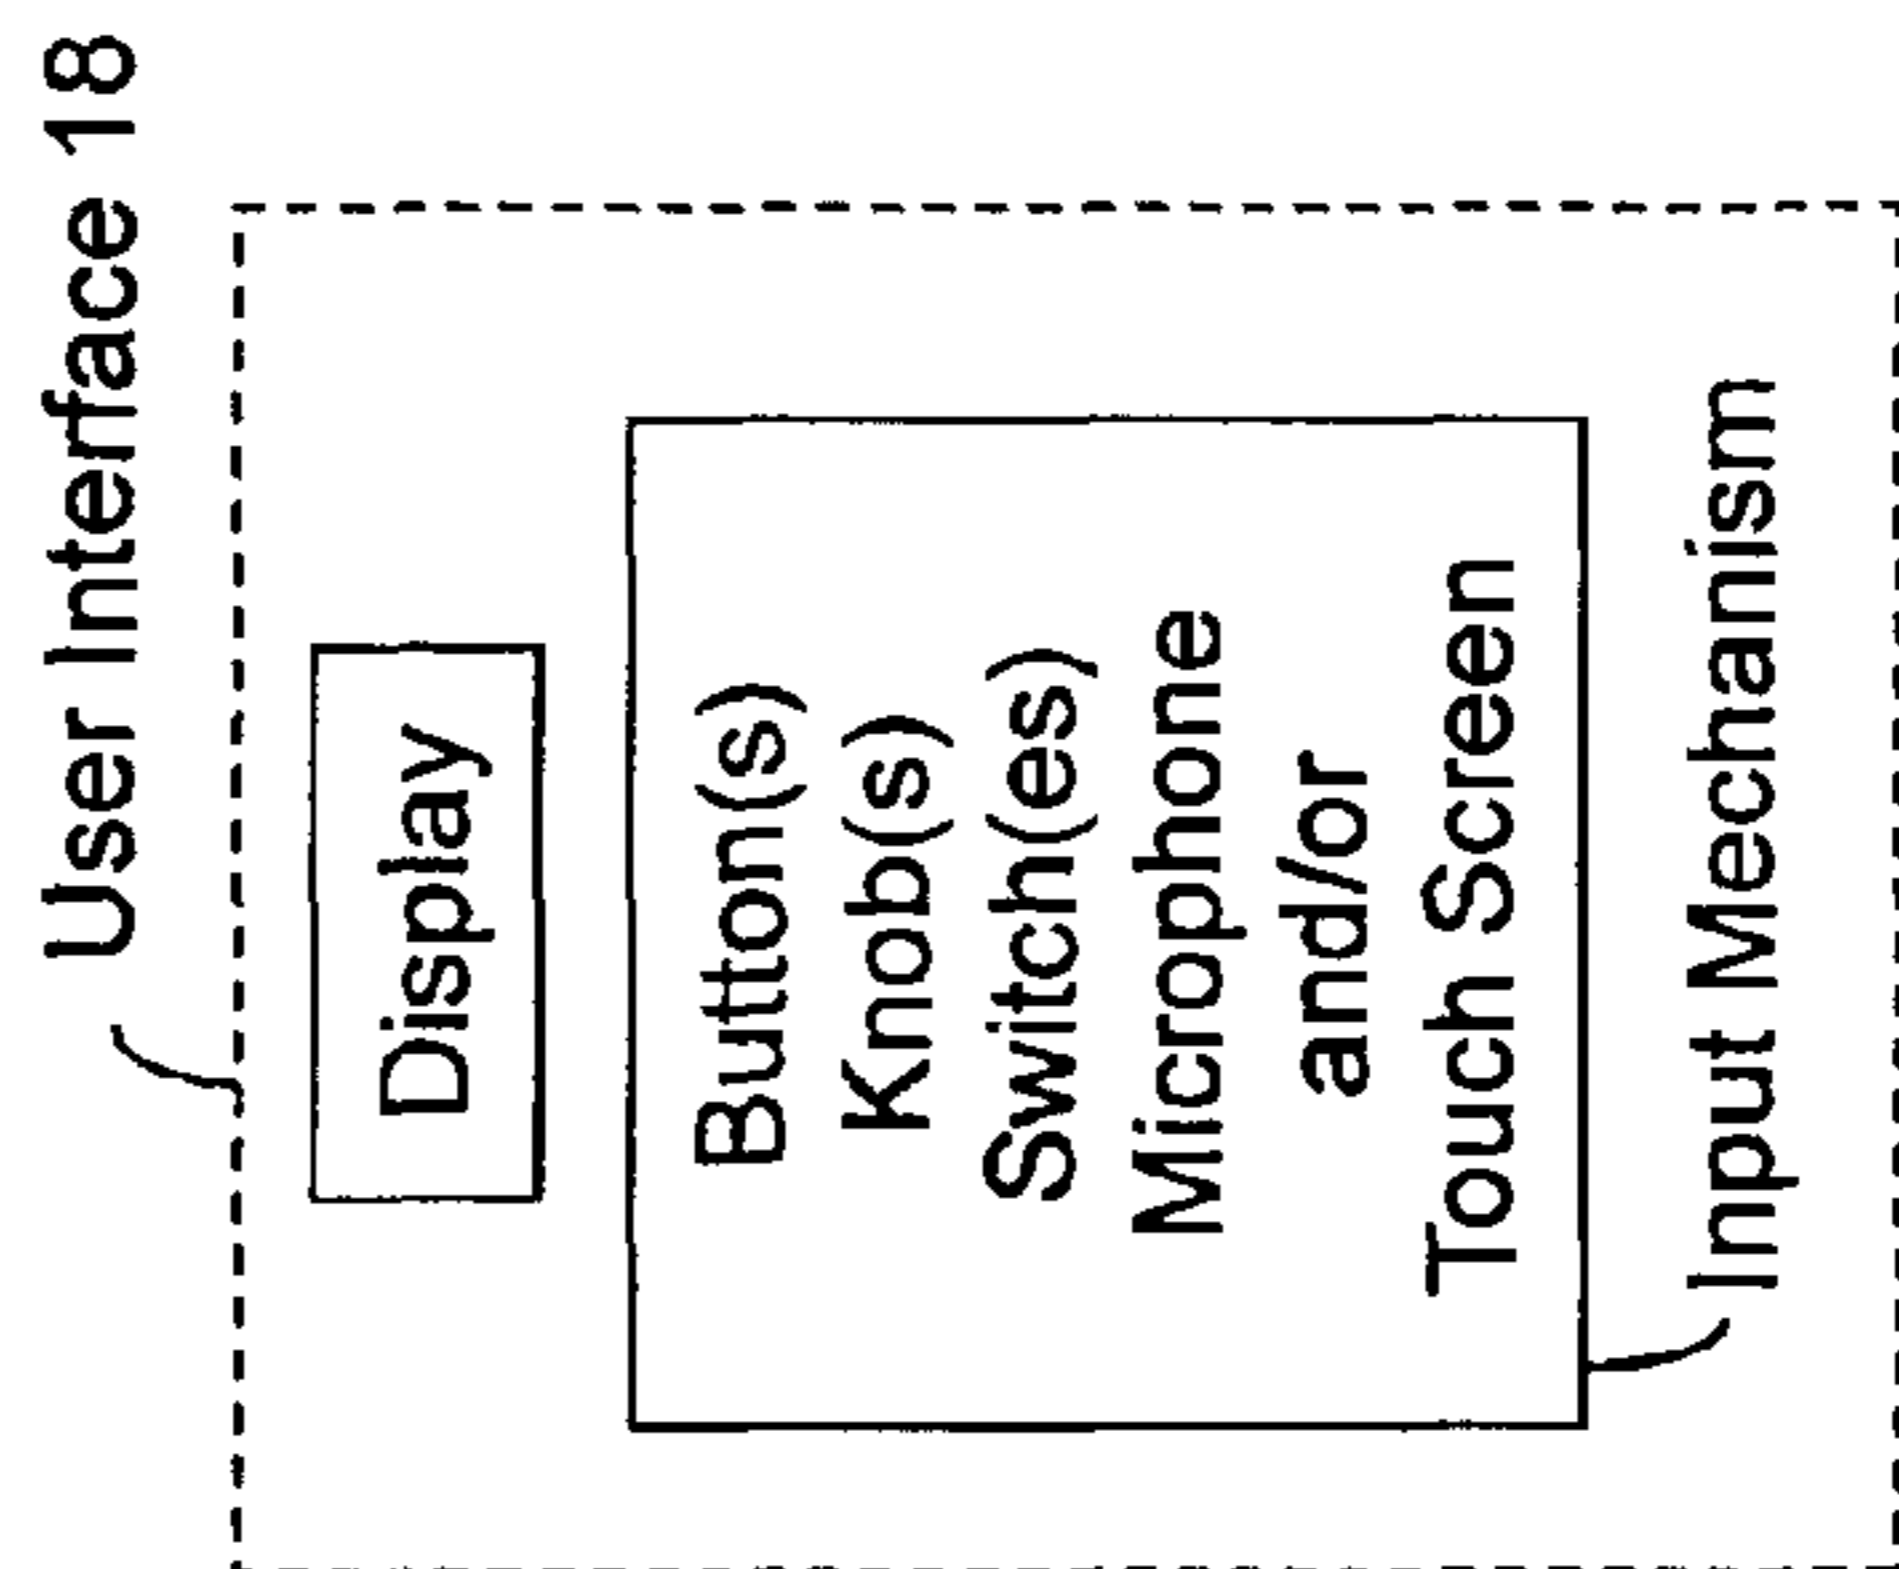 User Interface 18
Display
Button(s)
Knob(s)
Switch(es)
Microphone
and/or
Touch Screen
Input Mechanism